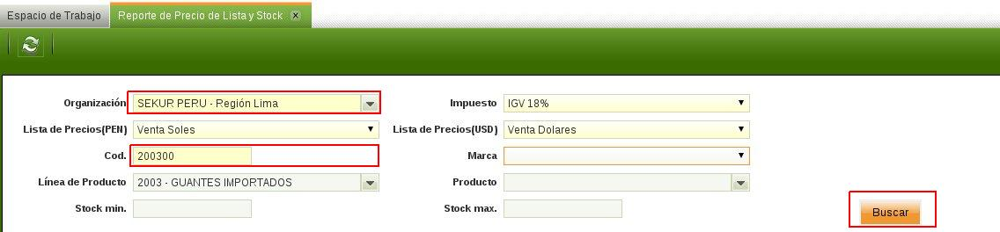 Espacio de Trabajo Reporte de Precio de Lista y Stock x
Organización SEKUR PERU - Región Lima Impuesto IGV 18%
Lista de Precios(PEN) Venta Soles Lista de Precios(USD) Venta Dolares
Cod. 200300 Marca
Línea de Producto 2003 - GUANTES IMPORTADOS Producto
Stock min. Stock max. Buscar